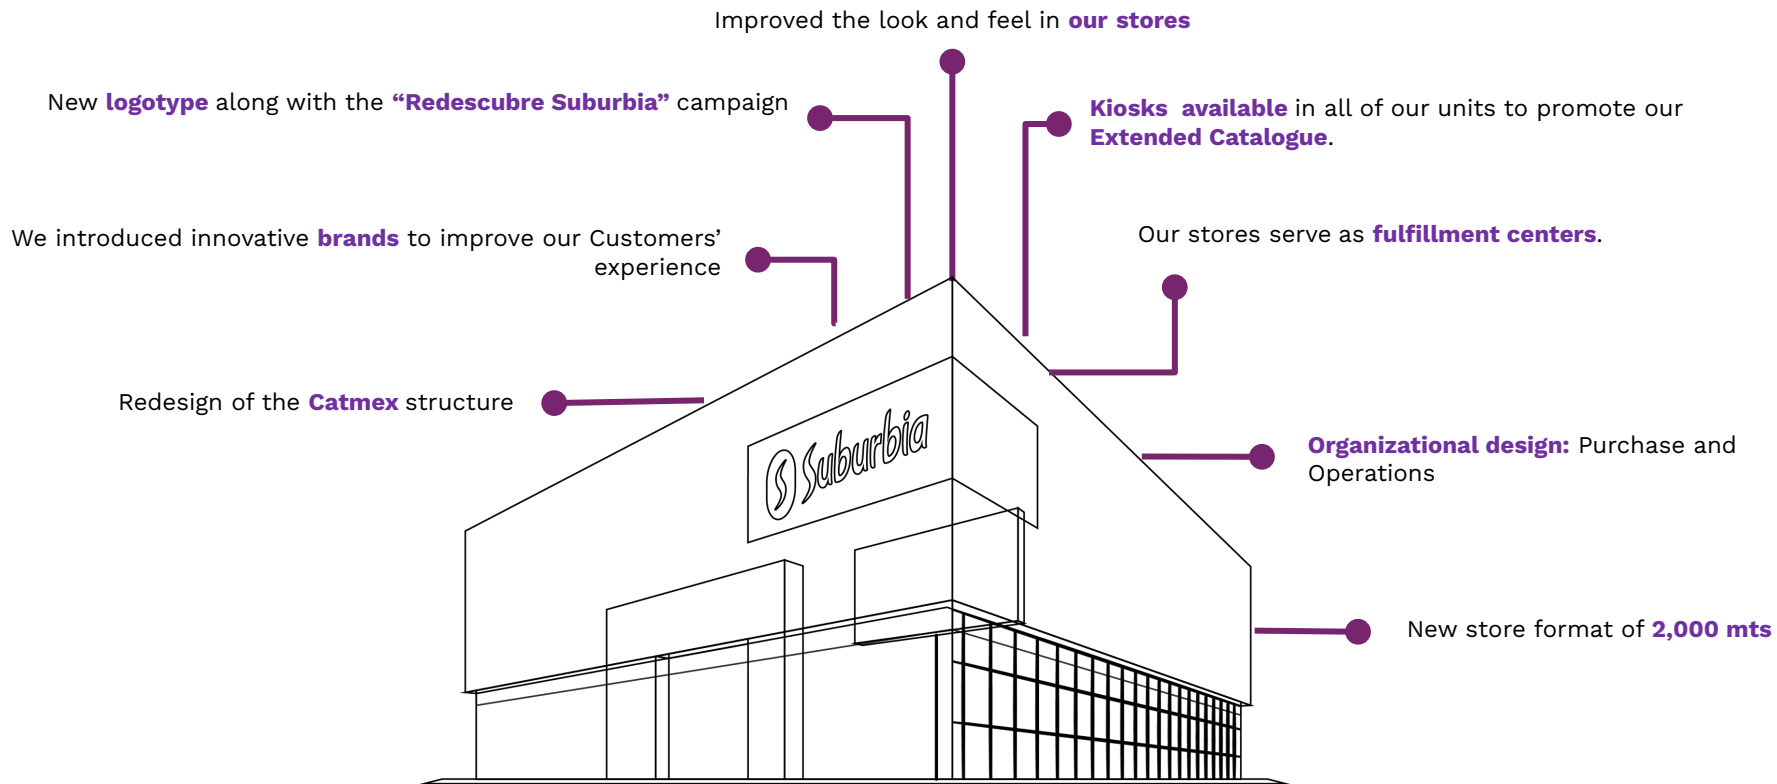 Improved the look and feel in our stores
New logotype along with the “Redescubre Suburbia” campaign
Kiosks available in all of our units to promote our
Extended Catalogue.
We introduced innovative brands to improve our Customers’
experience
Our stores serve as fulfillment centers.
Redesign of the Catmex structure
S Suburbia
Organizational design: Purchase and
Operations
New store format of 2,000 mts